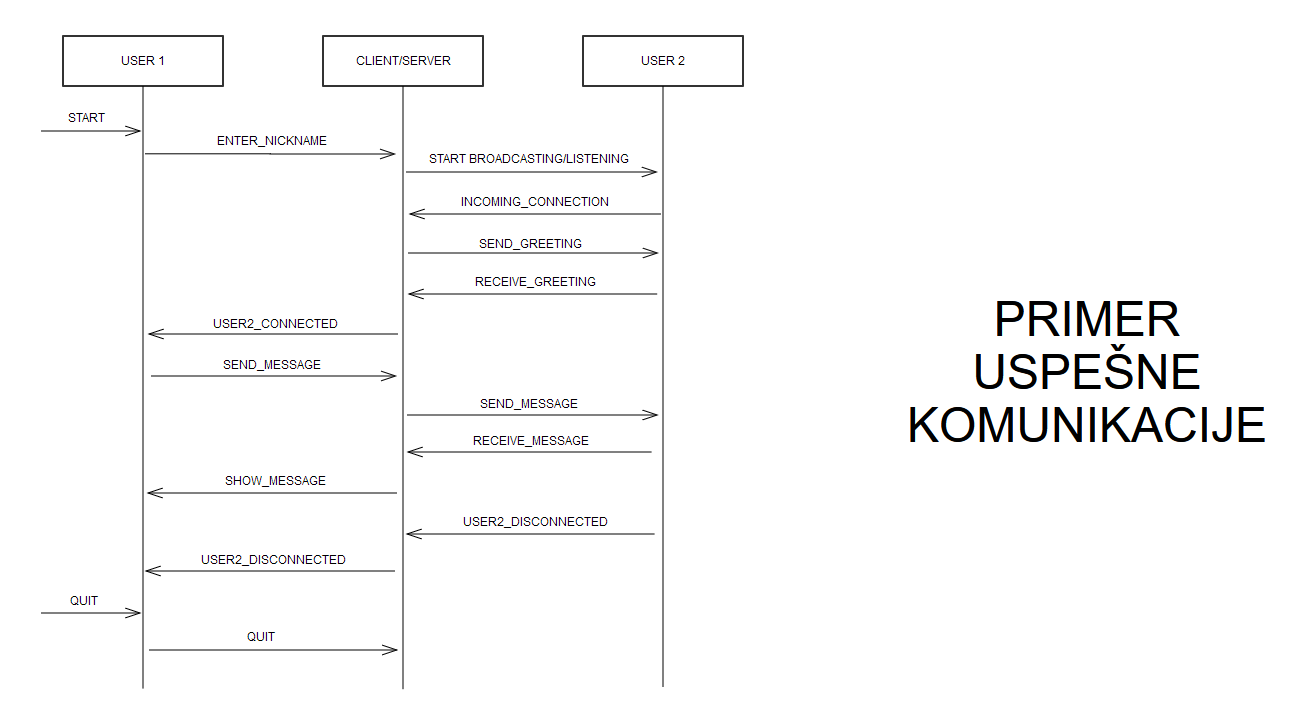 USER 1
CLIENT/SERVER
USER 2
START
ENTER_NICKNAME
START BROADCASTING/LISTENING
INCOMING_CONNECTION
SEND_GREETING
RECEIVE_GREETING
USER2_CONNECTED
SEND_MESSAGE
SEND_MESSAGE
RECEIVE_MESSAGE
SHOW_MESSAGE
USER2_DISCONNECTED
USER2_DISCONNECTED
QUIT
QUIT
PRIMER
USPEŠNE
KOMUNIKACIJE